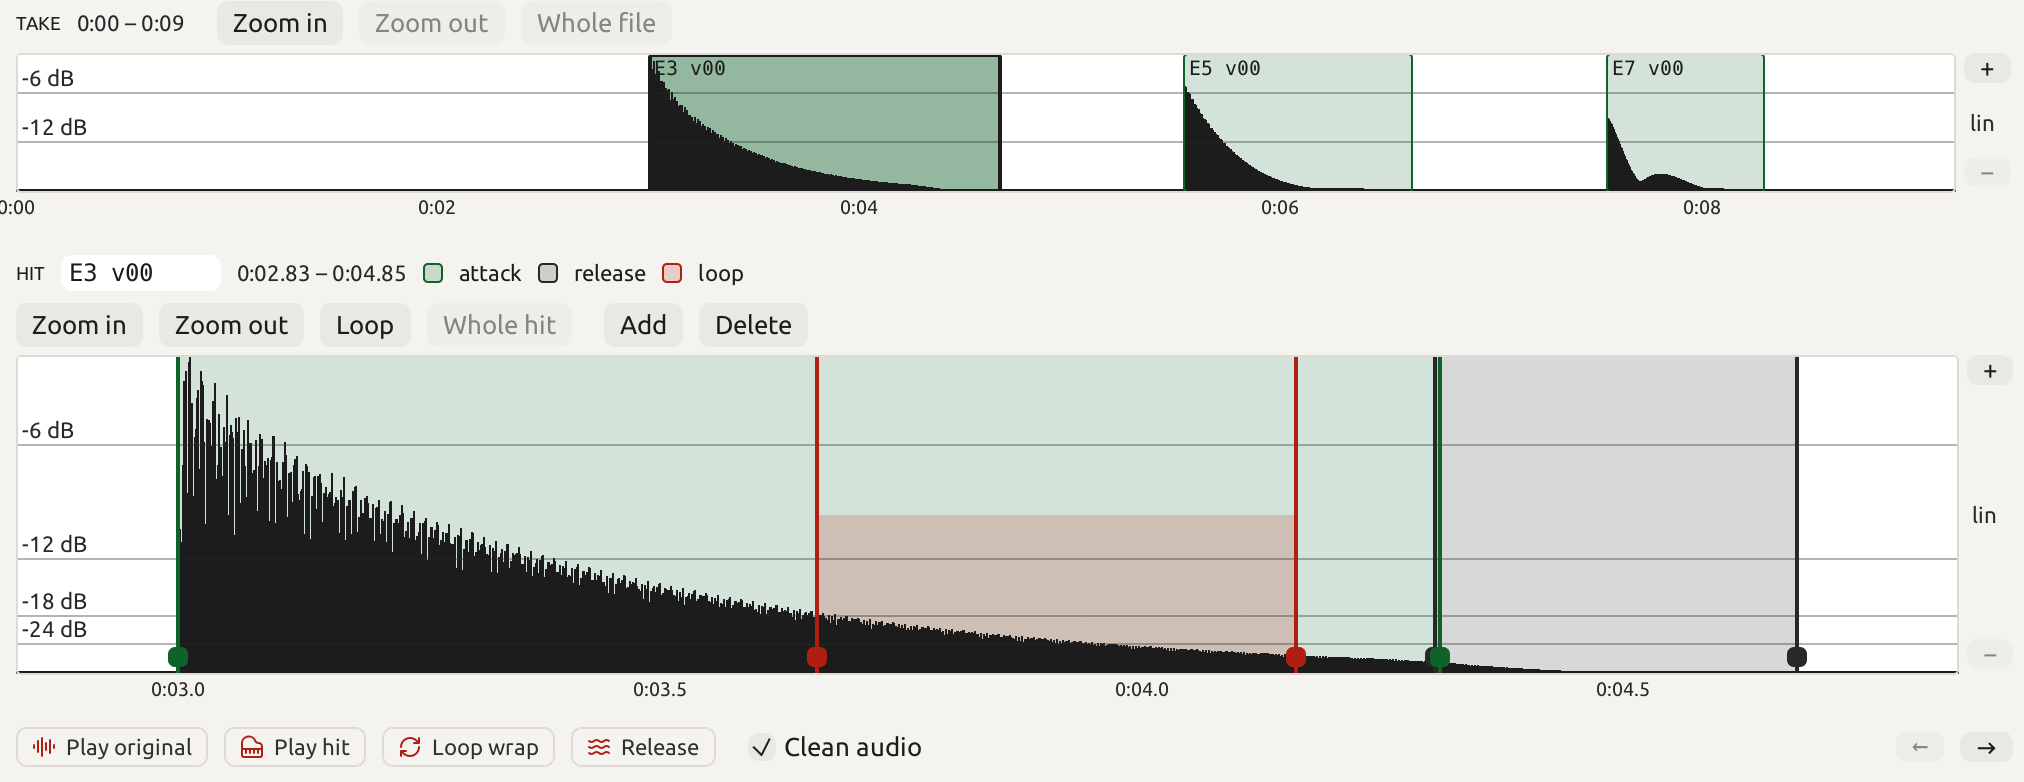 TAKE 0:00 – 0:09 Zoom in Zoom out Whole file
E3 v00 E5 v00 E7 v00 +
-6 dB
-12 dB lin
–
0:00 0:02 0:04 0:06 0:08
HIT E3 v00 0:02.83 – 0:04.85 attack release loop
Zoom in Zoom out Loop Whole hit Add Delete
+
-6 dB
lin
-12 dB
-18 dB
-24 dB
–
0:03.0 0:03.5 0:04.0 0:04.5
Play original Play hit Loop wrap Release ✓ Clean audio ← →